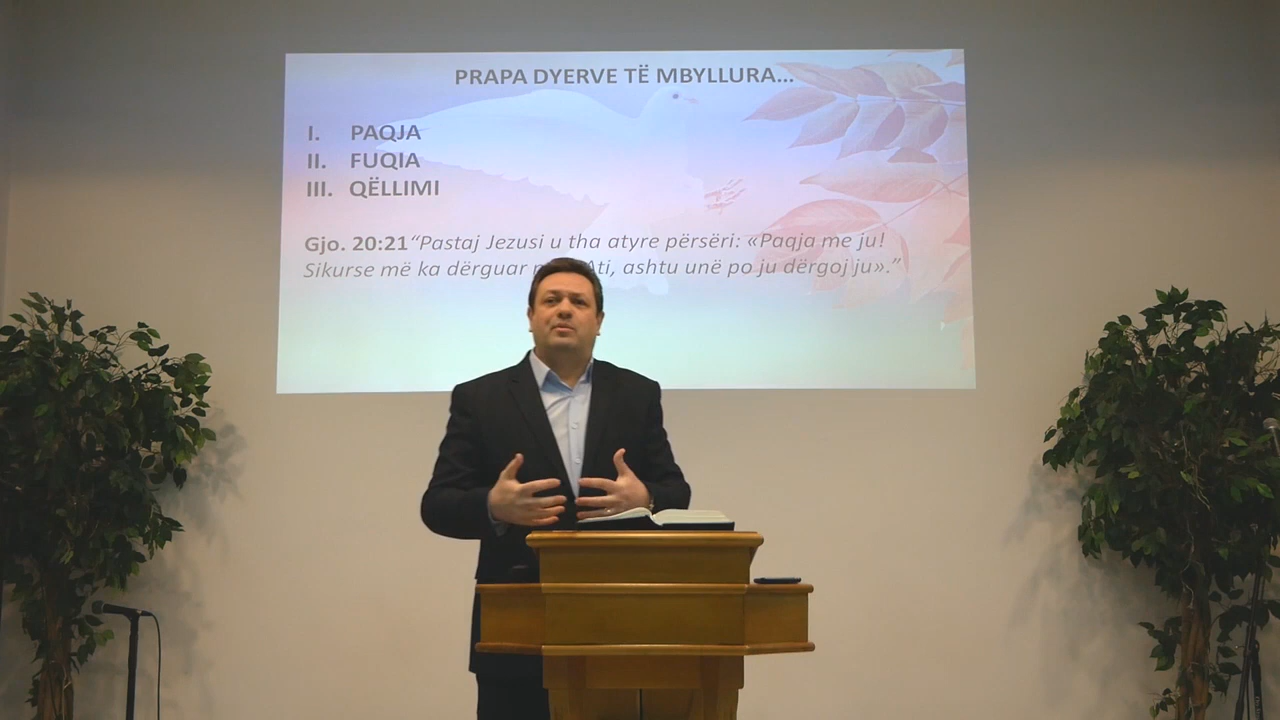 PRAPA DYERVE TË MBYLLURA...
I. PAQJA
II. FUQIA
III. QËLLIMI
Gjo. 20:21 “Pastaj Jezusi u tha atyre përsëri: «Paqja me ju!
Sikurse më ka dërguar Ati, ashtu unë po ju dërgoj ju».”